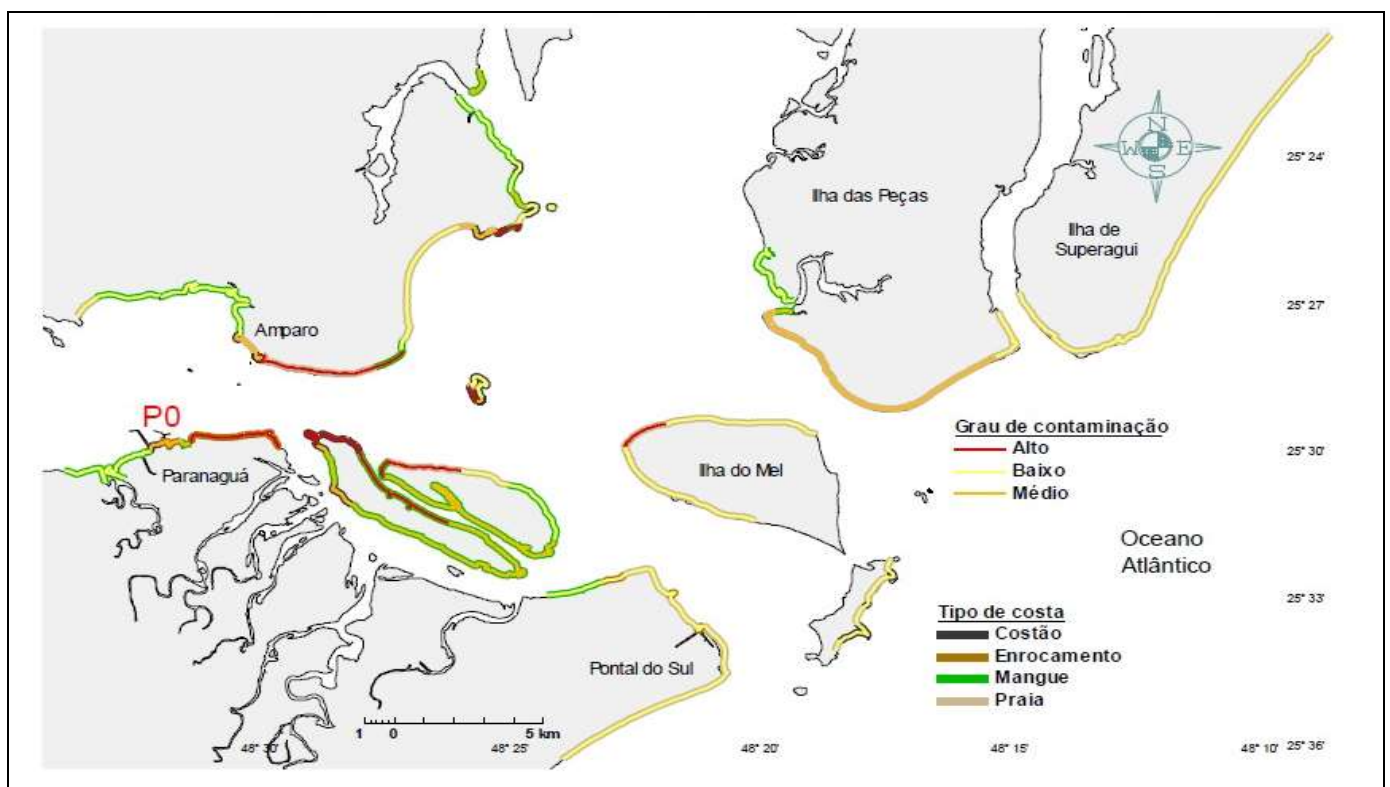 N
W E
S
25° 24'
Ilha das Peças
Ilha de
Superagui
25° 27'
Amparo
P0
Grau de contaminação
Alto
Baixo
Médio
25° 30'
Paranaguá
Ilha do Mel
Oceano
Atlântico
25° 33'
Tipo de costa
Costão
Enrocamento
Mangue
Praia
Pontal do Sul
1 0 5 km
48° 30' 48° 25' 48° 20' 48° 15' 48° 10' 25° 36'